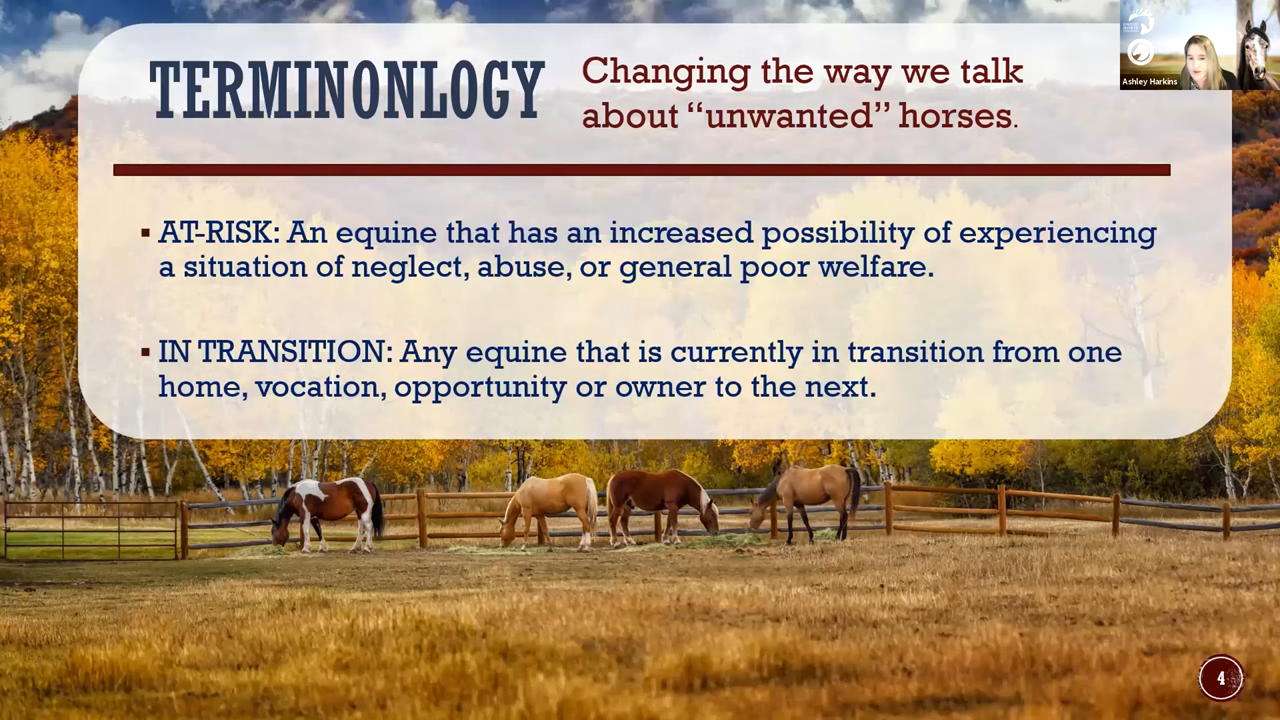 TERMINONLOGY
Changing the way we talk
about “unwanted” horses.
Ashley Harkins
▪ AT-RISK: An equine that has an increased possibility of experiencing
a situation of neglect, abuse, or general poor welfare.
▪ IN TRANSITION: Any equine that is currently in transition from one
home, vocation, opportunity or owner to the next.
4